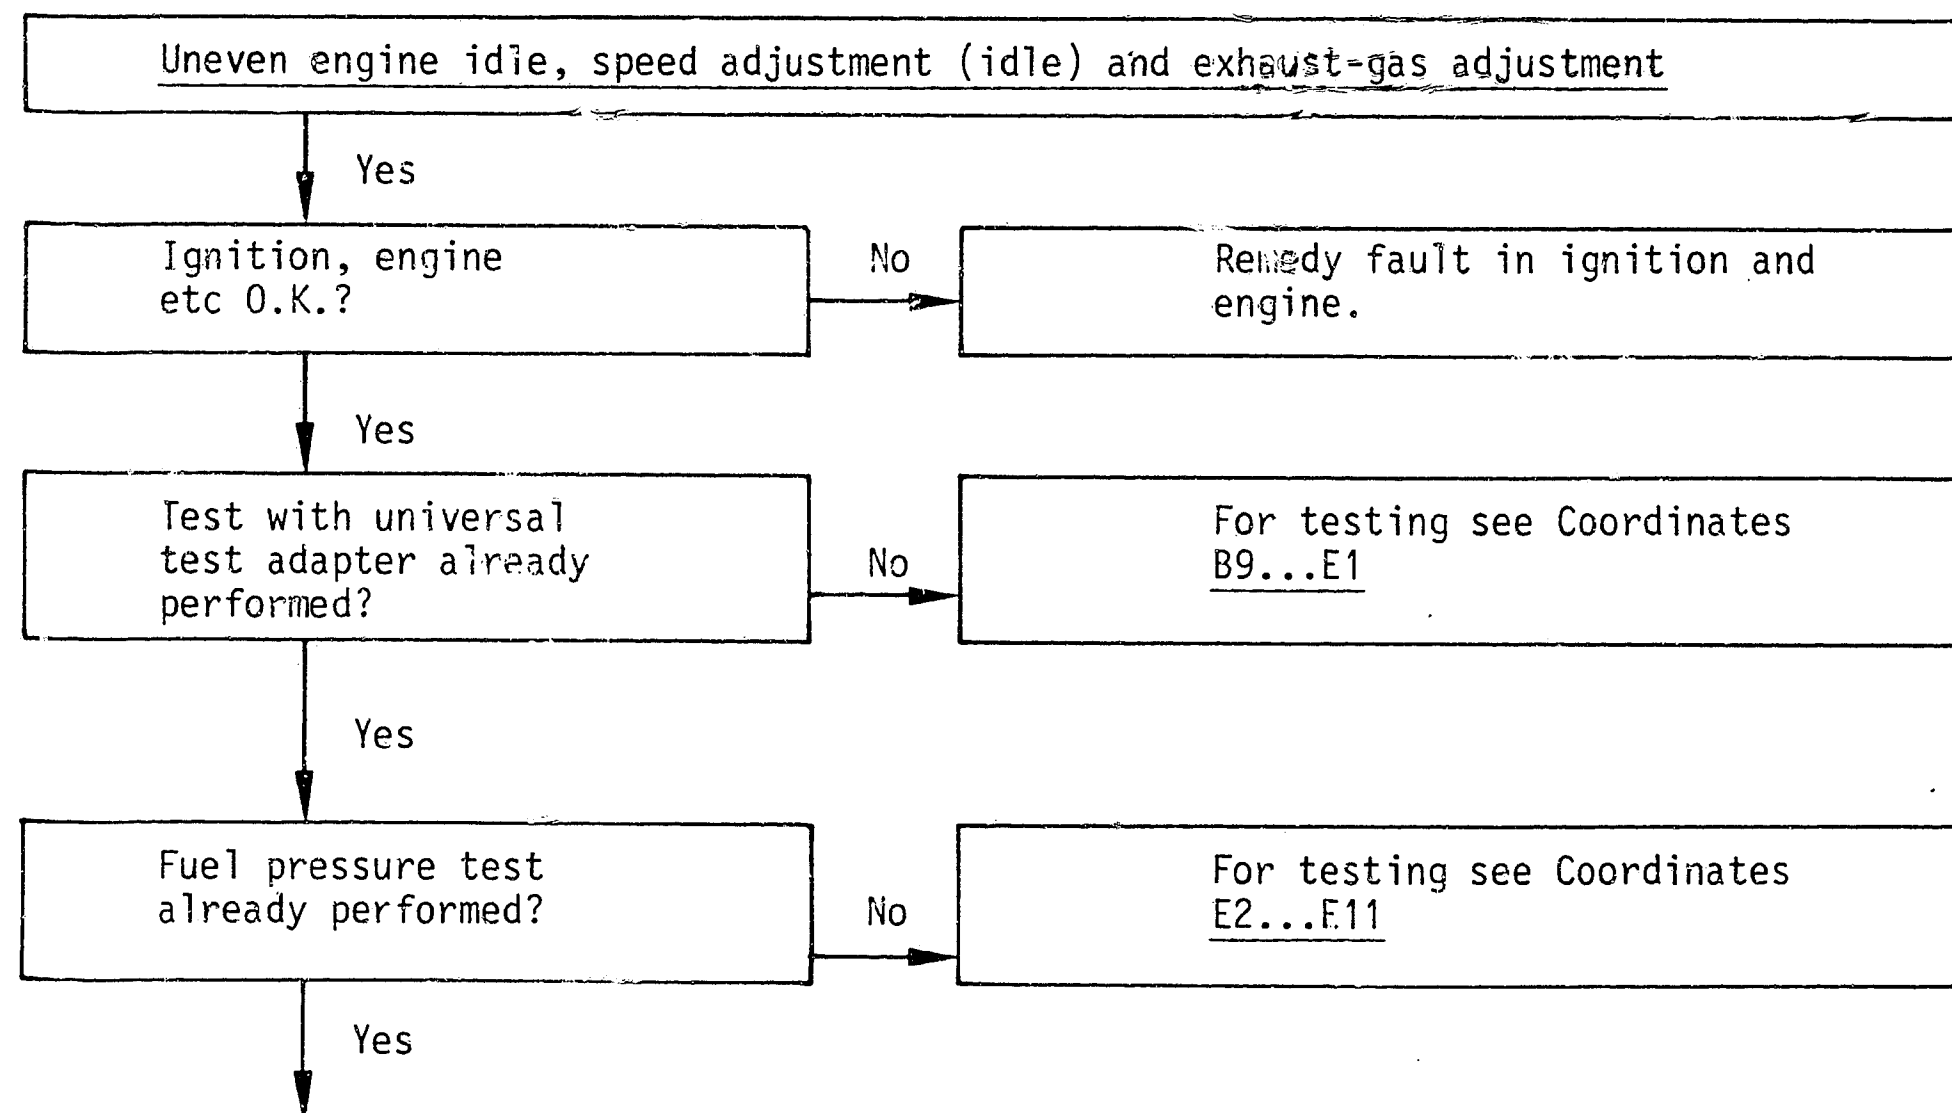 Uneven engine idle, speed adjustment (idle) and exhaust-gas adjustment
Yes
Ignition, engine
etc O.K.?
No
Remedy fault in ignition and
engine.
Yes
Test with universal
test adapter already
performed?
No
For testing see Coordinates
B9...E1
Yes
Fuel pressure test
already performed?
No
For testing see Coordinates
E2...E11
Yes